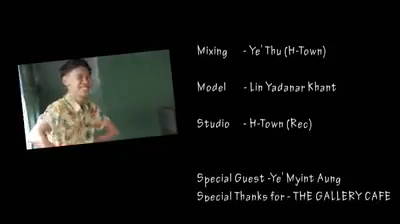 Mixing - Ye' Thu (H-Town)
Model - Lin Yadanar Khant
Studio - H-Town (Rec)
Special Guest -Ye' Myint Aung
Special Thanks for - THE GALLERY CAFE